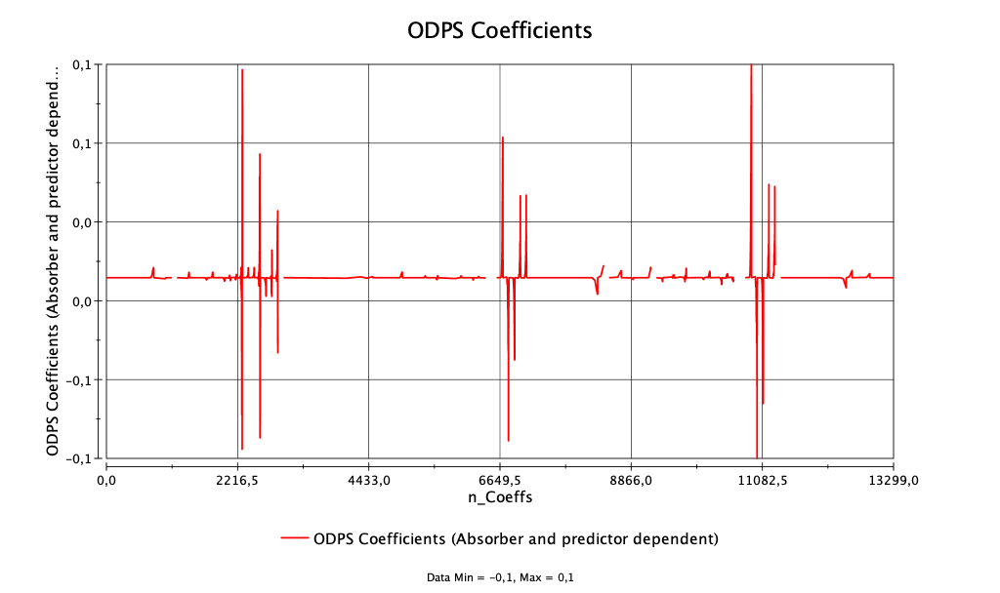 ODPS Coefficients
ODPS Coefficients (Absorber and predictor depend...
0,1
0,1
0,0
0,0
-0,1
-0,1
0,0 2216,5 4433,0 6649,5 8866,0 11082,5 13299,0
n_Coeffs
ODPS Coefficients (Absorber and predictor dependent)
Data Min = -0,1, Max = 0,1